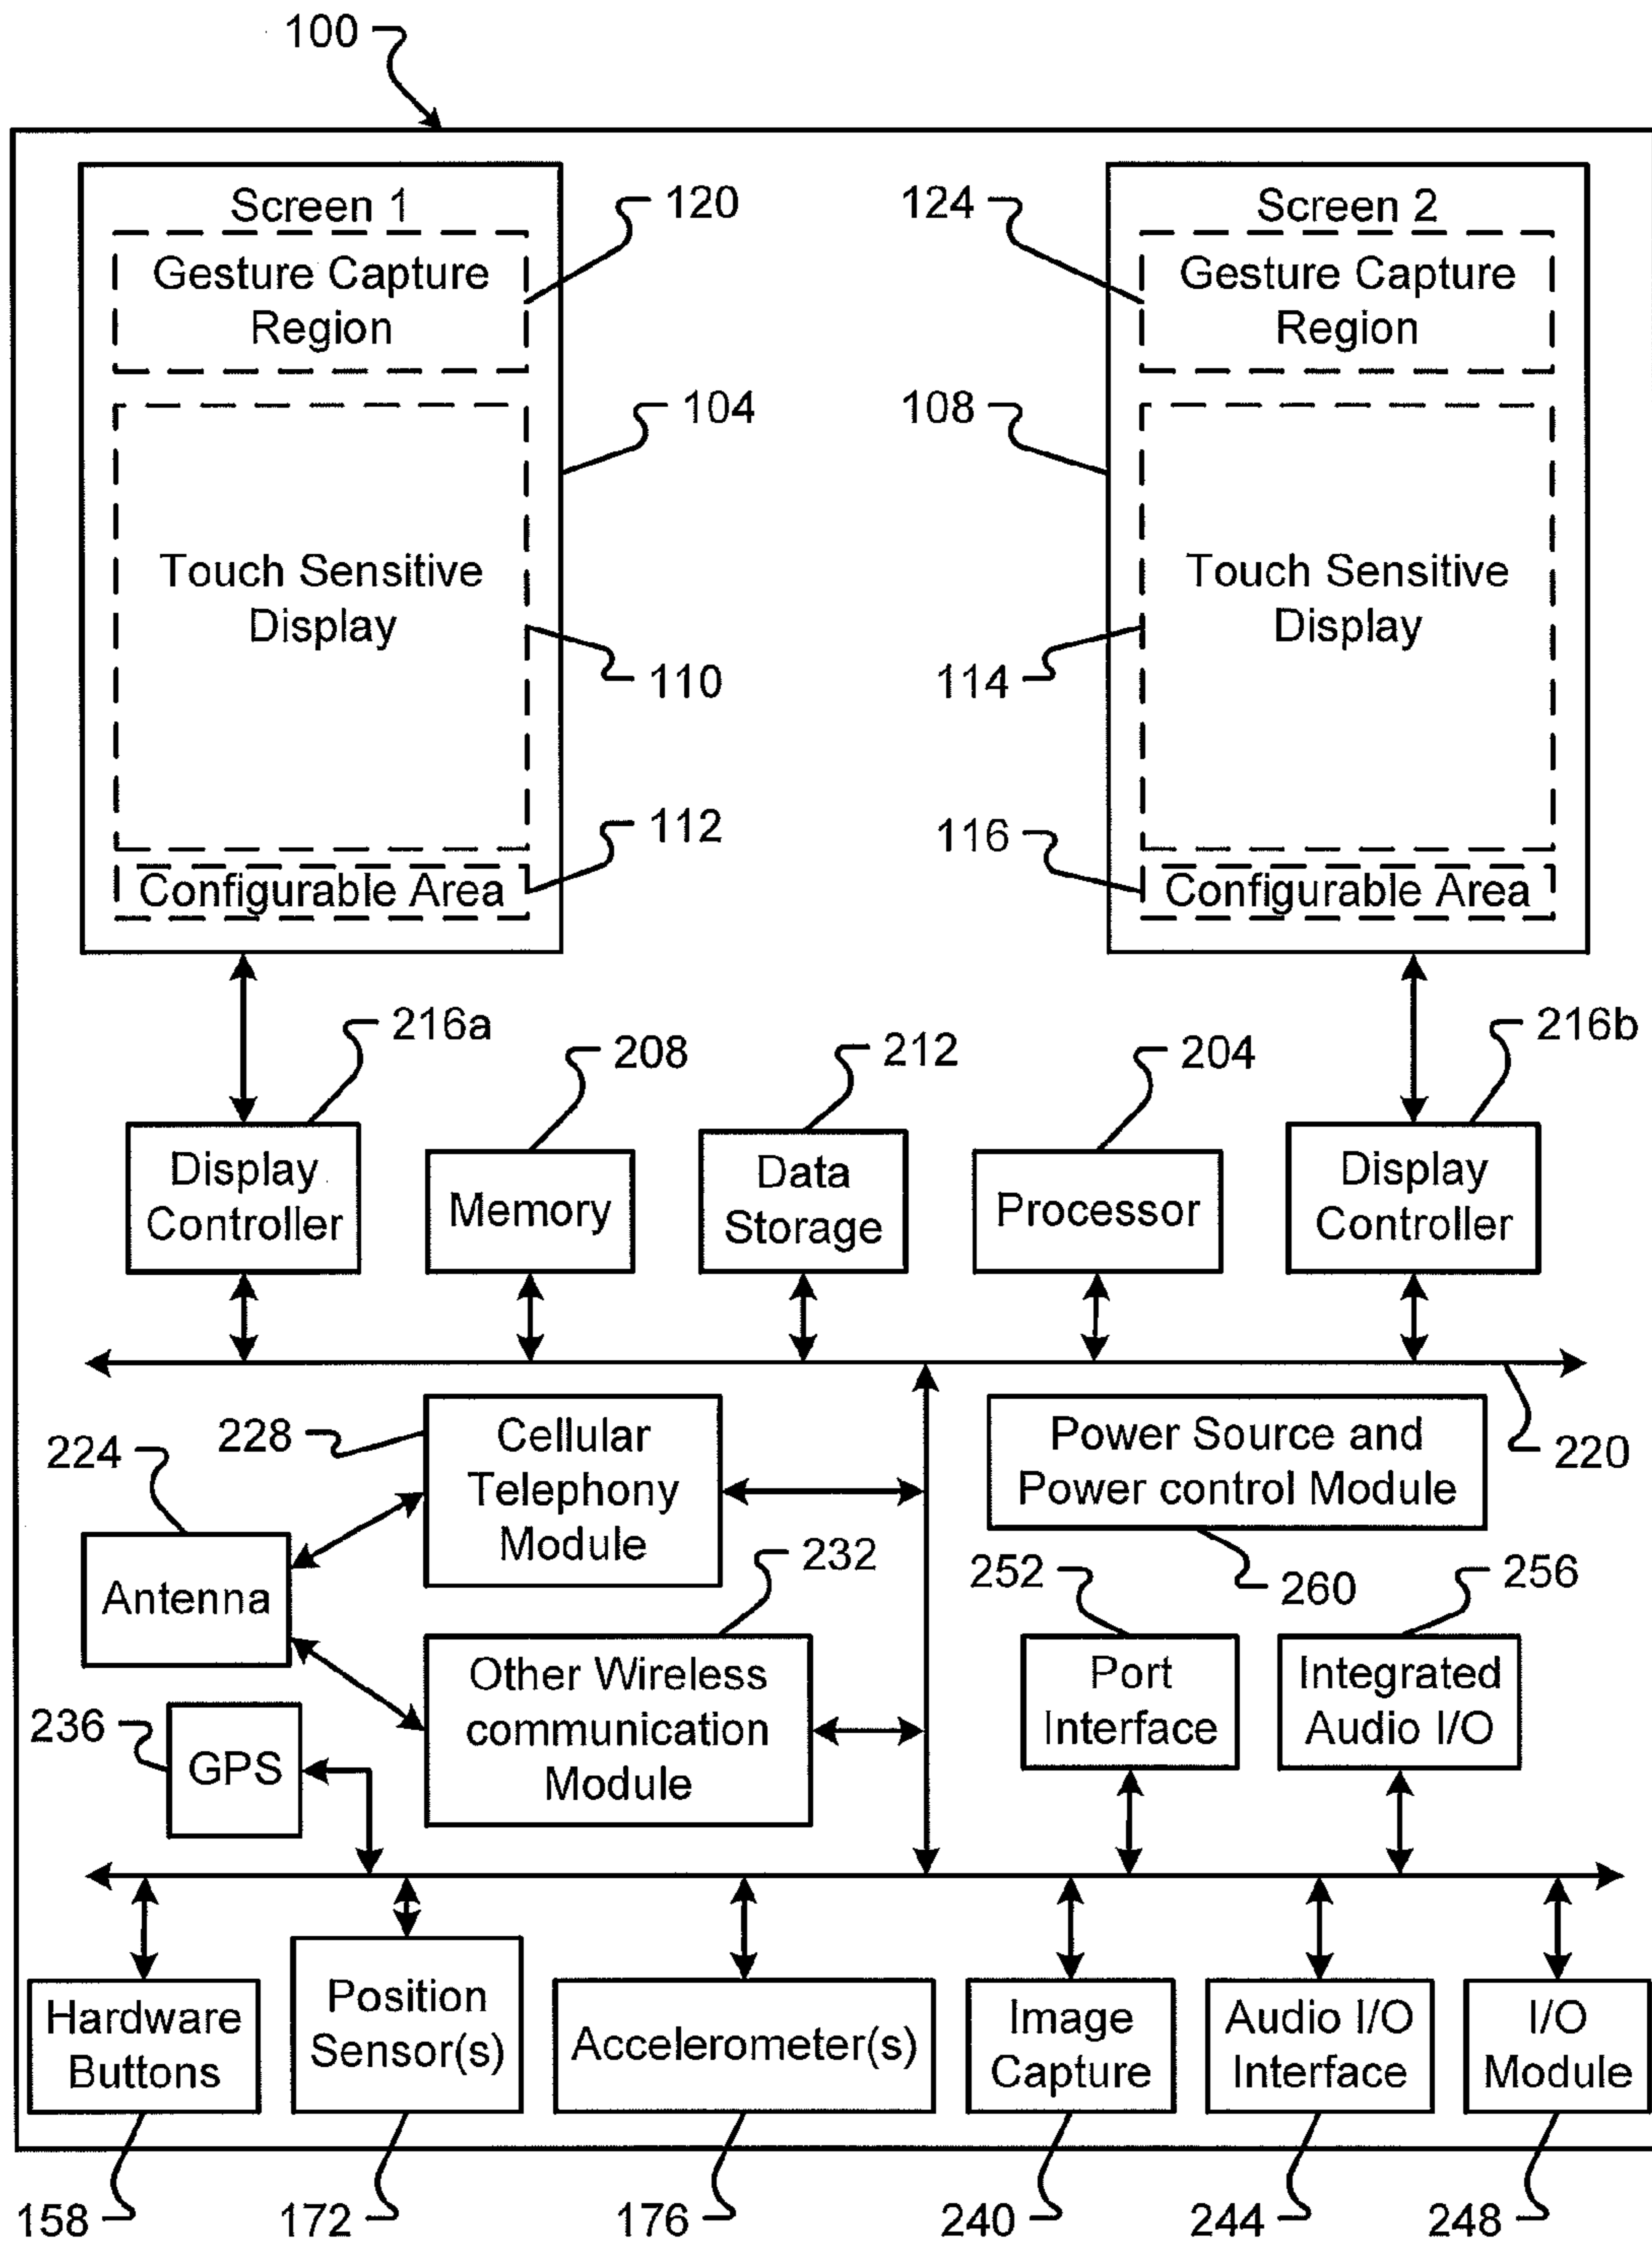 100
Screen 1
Gesture Capture
Region
120
Touch Sensitive
Display
104
110
112
Configurable Area
124
Screen 2
Gesture Capture
Region
108
Touch Sensitive
Display
114
116
Configurable Area
216a
208
212
204
216b
Display
Controller
Memory
Data
Storage
Processor
Display
Controller
220
224
228
Cellular
Telephony
Module
Power Source and
Power control Module
260
Antenna
232
252
256
236
GPS
Other Wireless
communication
Module
Port
Interface
Integrated
Audio I/O
Hardware
Buttons
Position
Sensor(s)
Accelerometer(s)
Image
Capture
Audio I/O
Interface
I/O
Module
158
172
176
240
244
248